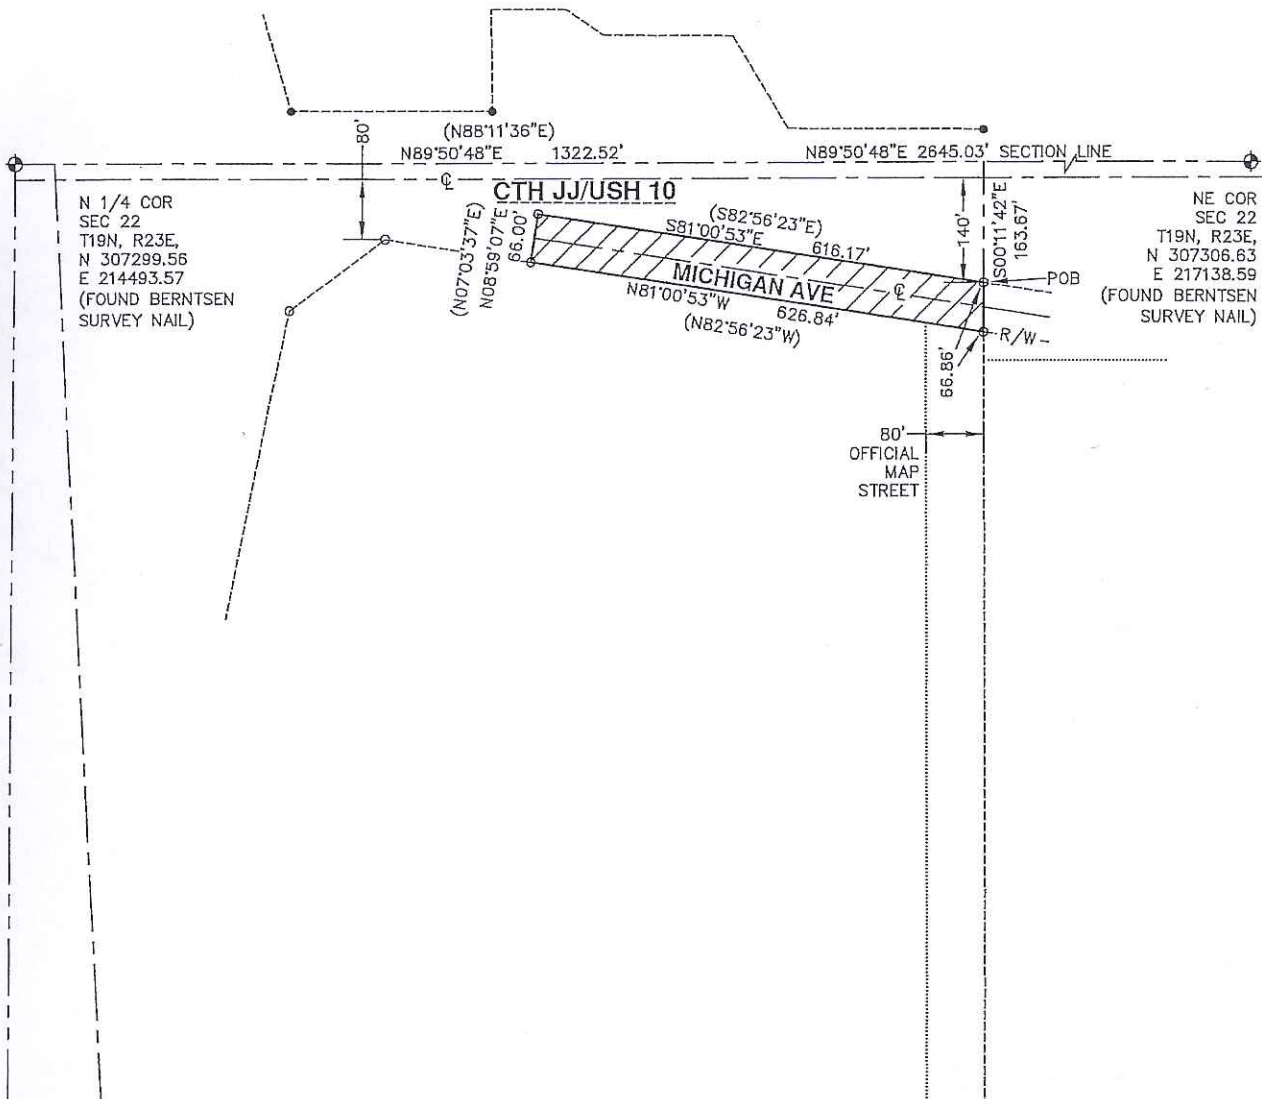 80'
(N88°11'36"E)
N89°50'48"E 1322.52'
N89°50'48"E 2645.03' SECTION LINE
℄
CTH JJ/USH 10
N 1/4 COR
SEC 22
T19N, R23E,
N 307299.56
E 214493.57
(FOUND BERNTSEN
SURVEY NAIL)
(N07°03'37"E)
N08°59'07"E
66.00'
(S82°56'23"E)
S81°00'53"E
616.17'
MICHIGAN AVE
℄
N81°00'53"W
626.84'
(N82°56'23"W)
140'
S00°11'42"E
163.67'
POB
NE COR
SEC 22
T19N, R23E,
N 307306.63
E 217138.59
(FOUND BERNTSEN
SURVEY NAIL)
R/W
66.86'
80'
OFFICIAL
MAP
STREET